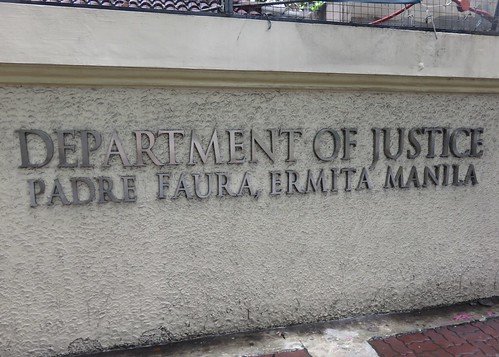 DEPARTMENT OF JUSTICE
PADRE FAURA, ERMITA MANILA